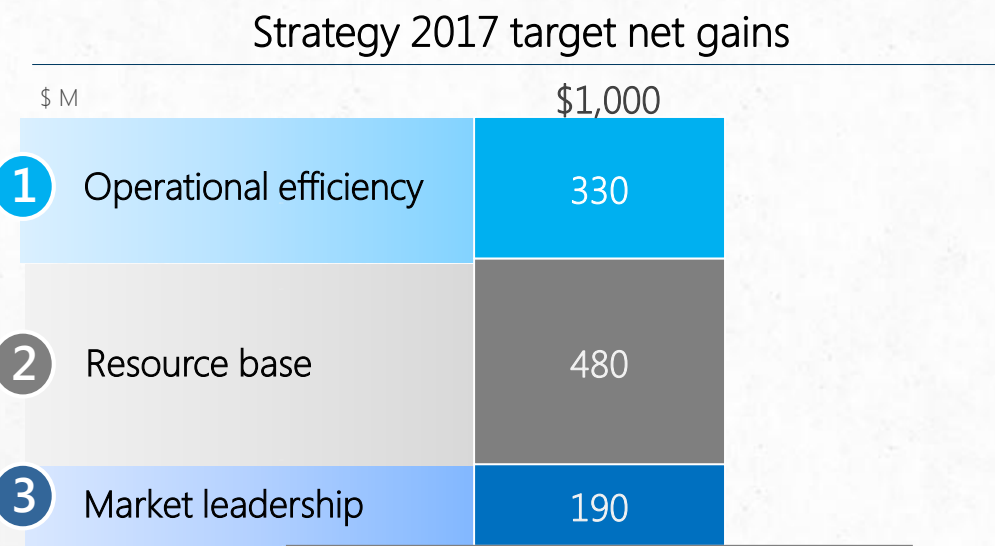 Strategy 2017 target net gains
$ M
$1,000
1 Operational efficiency 330
2 Resource base 480
3 Market leadership 190